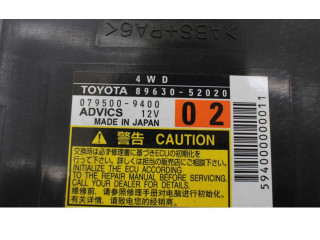 >ABS+PA6<
4WD
TOYOTA 89630-52020
079500-9400
ADVICS 12V
MADE IN JAPAN
02
警告 CAUTION
交換時は必ず修理書に基づきECUの初期化を
行って下さい。詳しくは担当の販売店にご相談下さい。
INITIALIZE THE ECU ACCORDING
TO REPAIR MANUAL BEFORE SERVICING.
CALL YOUR DEALER FOR DETAILS.
维修前,请参照修理手册对电脑进行初始化。
有关详情,请致电您的经销商。
594000000011